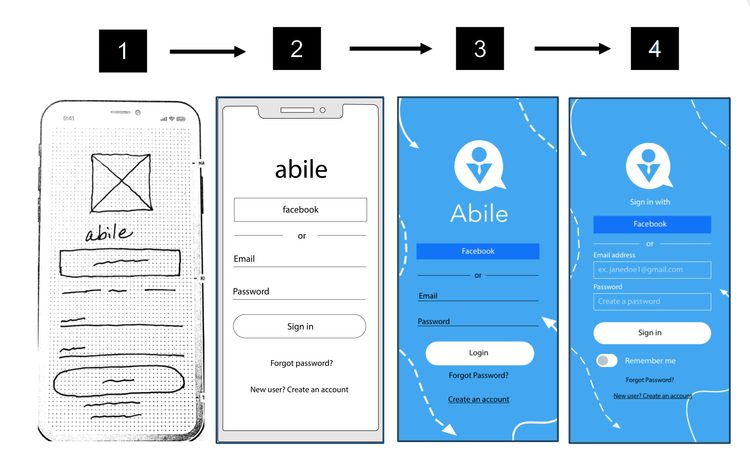 1
2
3
4
9:41
abile
abile
facebook
or
Email
Password
Sign in
Forgot password?
New user? Create an account
Abile
Facebook
or
Email
Password
Login
Forgot Password?
Create an account
Sign in with
Facebook
or
Email address
ex. janedoe1@gmail.com
Password
Create a password
Sign in
Remember me
Forgot Password?
New user? Create an account